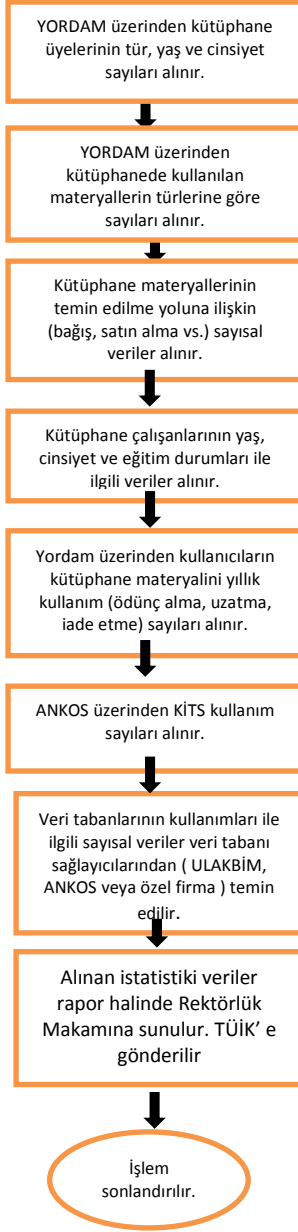 YORDAM üzerinden kütüphane
üyelerinin tür, yaş ve cinsiyet
sayıları alınır.
YORDAM üzerinden
kütüphanede kullanılan
materyallerin türlerine göre
sayıları alınır.
Kütüphane materyallerinin
temin edilme yoluna ilişkin
(bağış, satın alma vs.) sayısal
veriler alınır.
Kütüphane çalışanlarının yaş,
cinsiyet ve eğitim durumları ile
ilgili veriler alınır.
Yordam üzerinden kullanıcıların
kütüphane materyalini yıllık
kullanım (ödünç alma, uzatma,
iade etme) sayıları alınır.
ANKOS üzerinden KİTS kullanım
sayıları alınır.
Veri tabanlarının kullanımları ile
ilgili sayısal veriler veri tabanı
sağlayıcılarından ( ULAKBİM,
ANKOS veya özel firma ) temin
edilir.
Alınan istatistiki veriler
rapor halinde Rektörlük
Makamına sunulur. TÜİK’ e
gönderilir
İşlem
sonlandırılır.